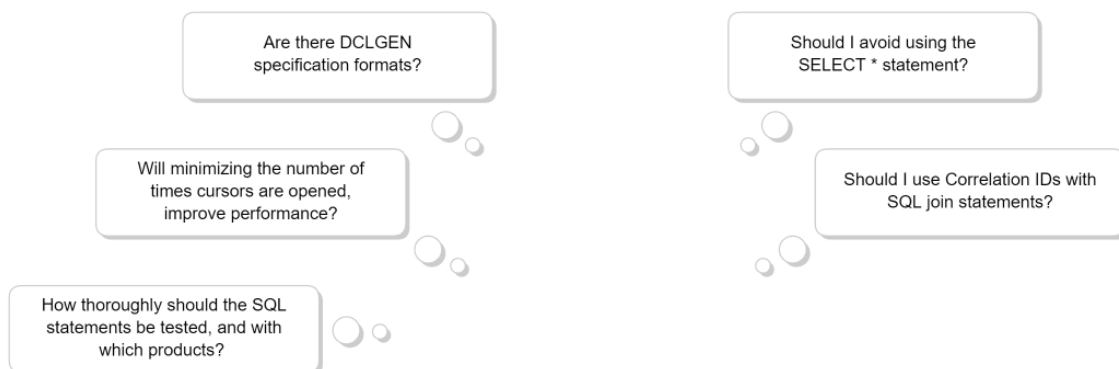 Are there DCLGEN
specification formats?
Should I avoid using the
SELECT * statement?
Will minimizing the number of
times cursors are opened,
improve performance?
Should I use Correlation IDs with
SQL join statements?
How thoroughly should the SQL
statements be tested, and with
which products?